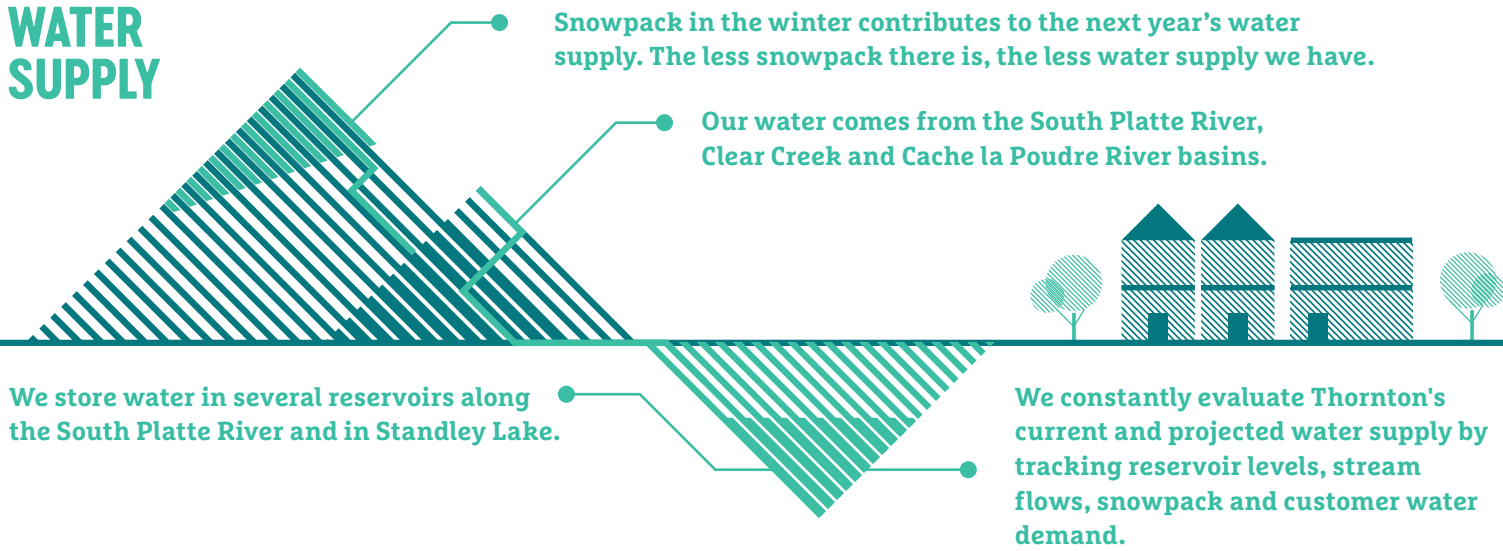 WATER
SUPPLY
Snowpack in the winter contributes to the next year’s water
supply. The less snowpack there is, the less water supply we have.
Our water comes from the South Platte River,
Clear Creek and Cache la Poudre River basins.
We store water in several reservoirs along
the South Platte River and in Standley Lake.
We constantly evaluate Thornton's
current and projected water supply by
tracking reservoir levels, stream
flows, snowpack and customer water
demand.